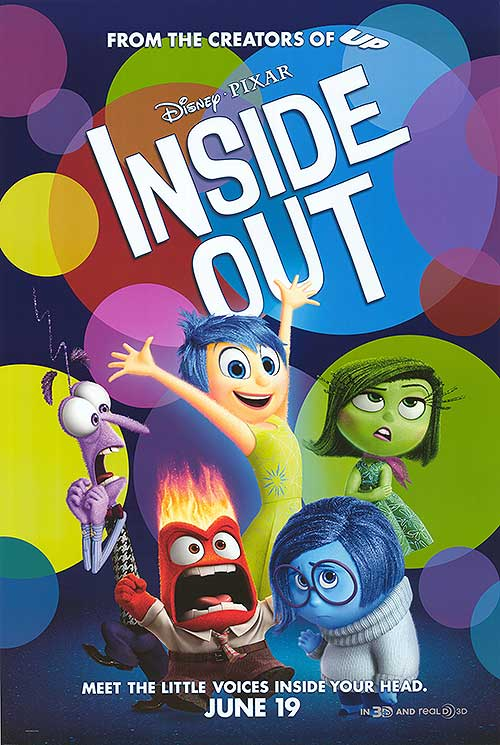 FROM THE CREATORS OF UP
Disney · PIXAR
INSIDE
OUT
MEET THE LITTLE VOICES INSIDE YOUR HEAD.
JUNE 19
IN 3D AND REAL D 3D